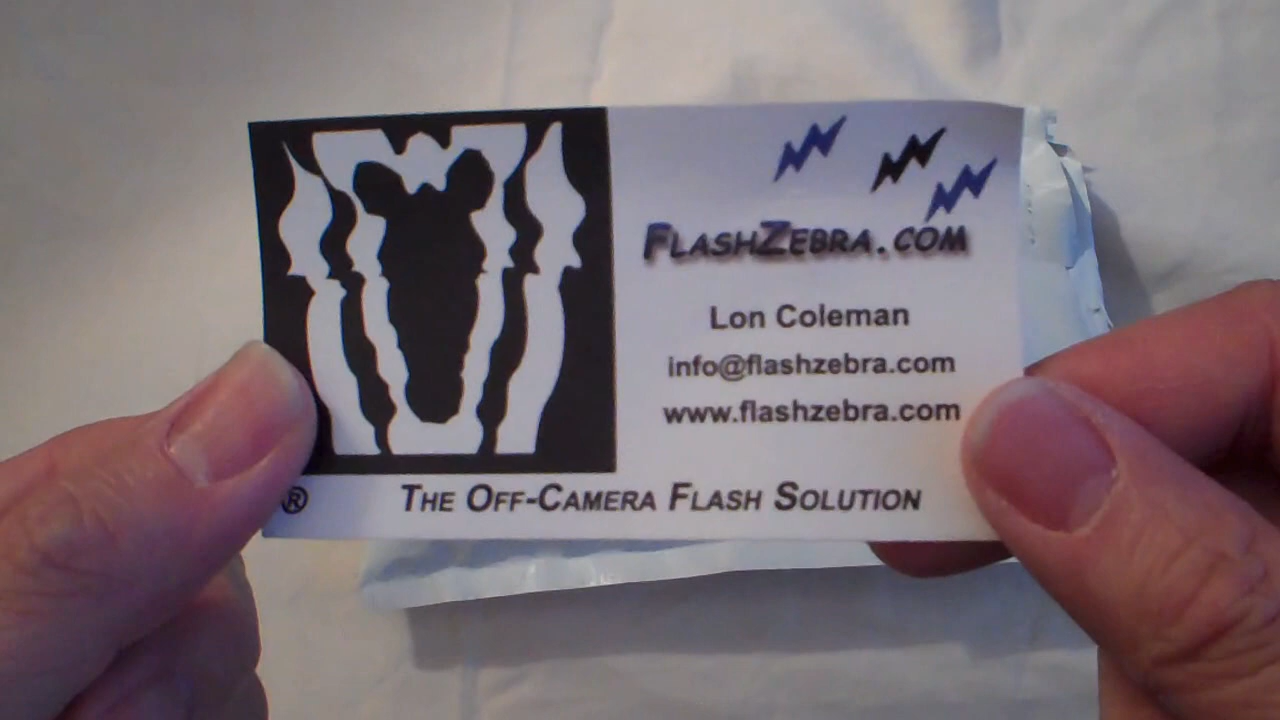 FLASHZEBRA.COM
Lon Coleman
info@flashzebra.com
www.flashzebra.com
® THE OFF-CAMERA FLASH SOLUTION